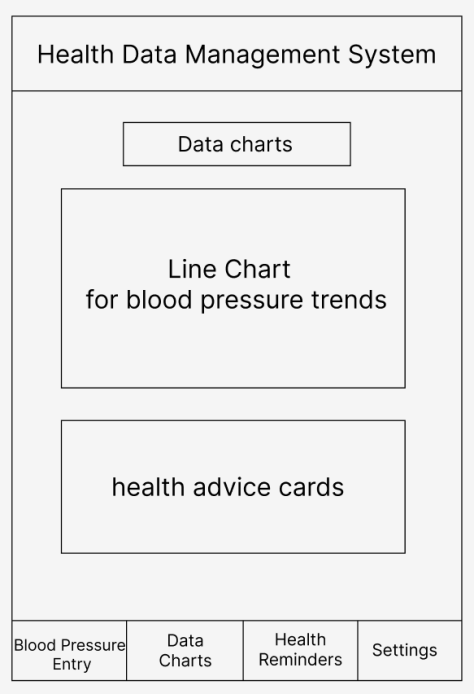 Health Data Management System
Data charts
Line Chart
for blood pressure trends
health advice cards
Blood Pressure
Entry
Data
Charts
Health
Reminders
Settings